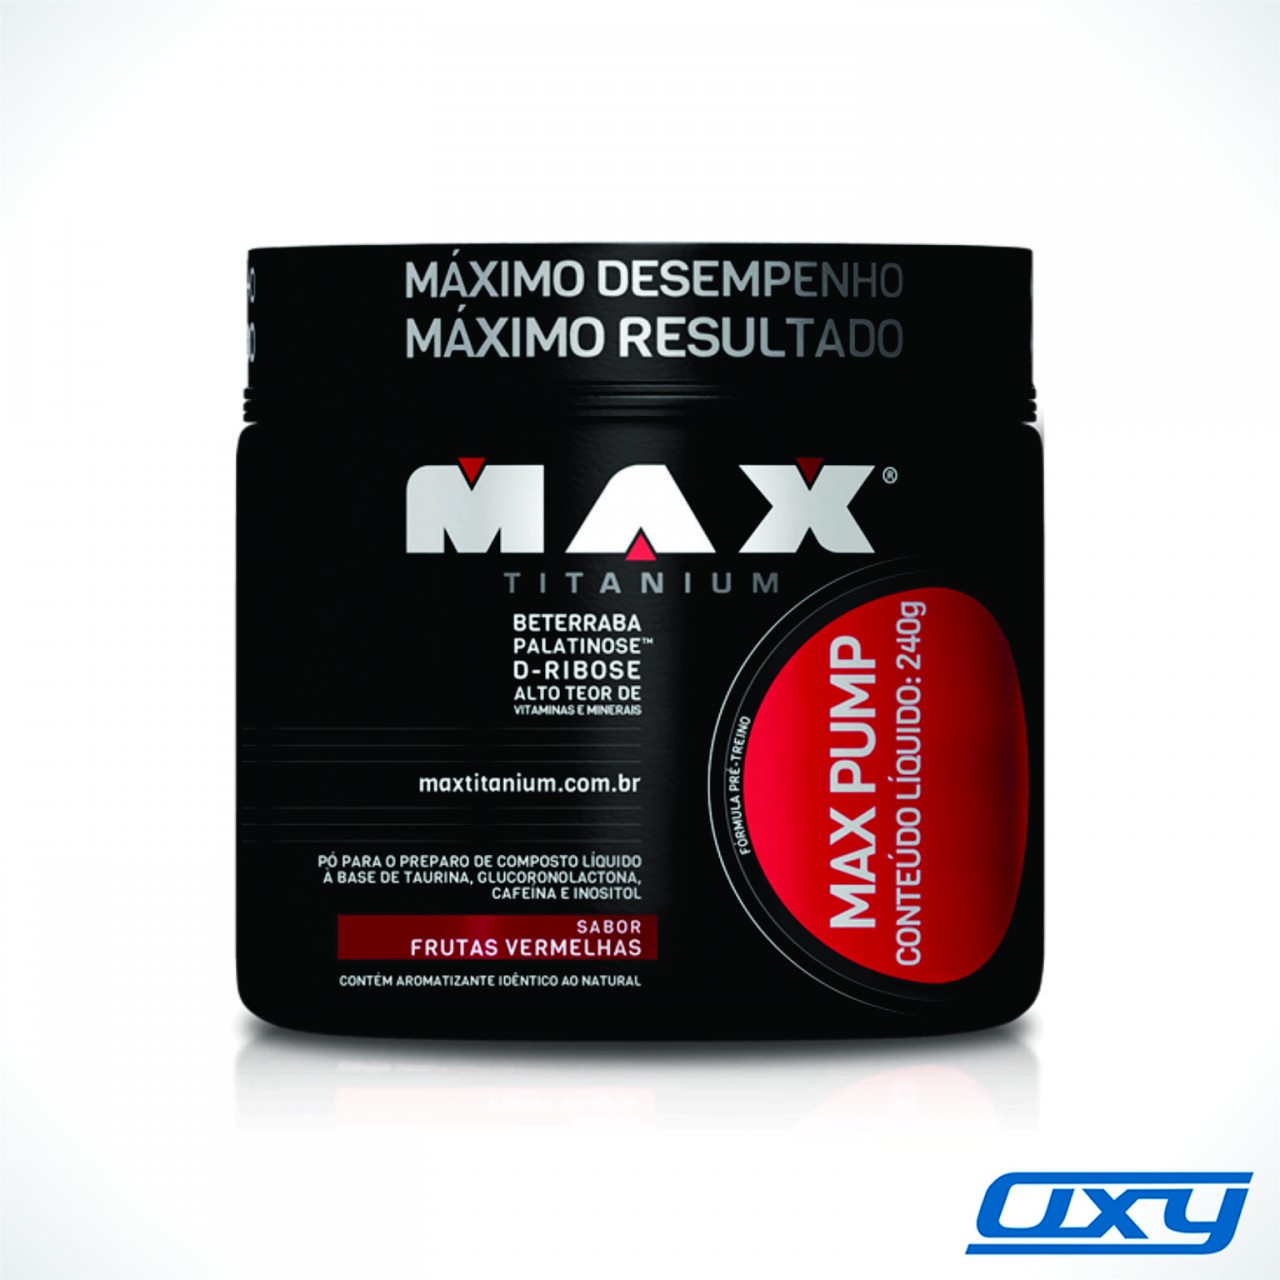 MÁXIMO DESEMPENHO
MÁXIMO RESULTADO
MAX®
TITANIUM
BETERRABA
PALATINOSE™
D-RIBOSE
ALTO TEOR DE
VITAMINAS E MINERAIS
maxtitanium.com.br
PÓ PARA O PREPARO DE COMPOSTO LÍQUIDO
À BASE DE TAURINA, GLUCORONOLACTONA,
CAFEÍNA E INOSITOL
SABOR
FRUTAS VERMELHAS
CONTÉM AROMATIZANTE IDÊNTICO AO NATURAL
FÓRMULA PRÉ-TREINO
MAX PUMP
CONTEÚDO LÍQUIDO: 240g
oxy